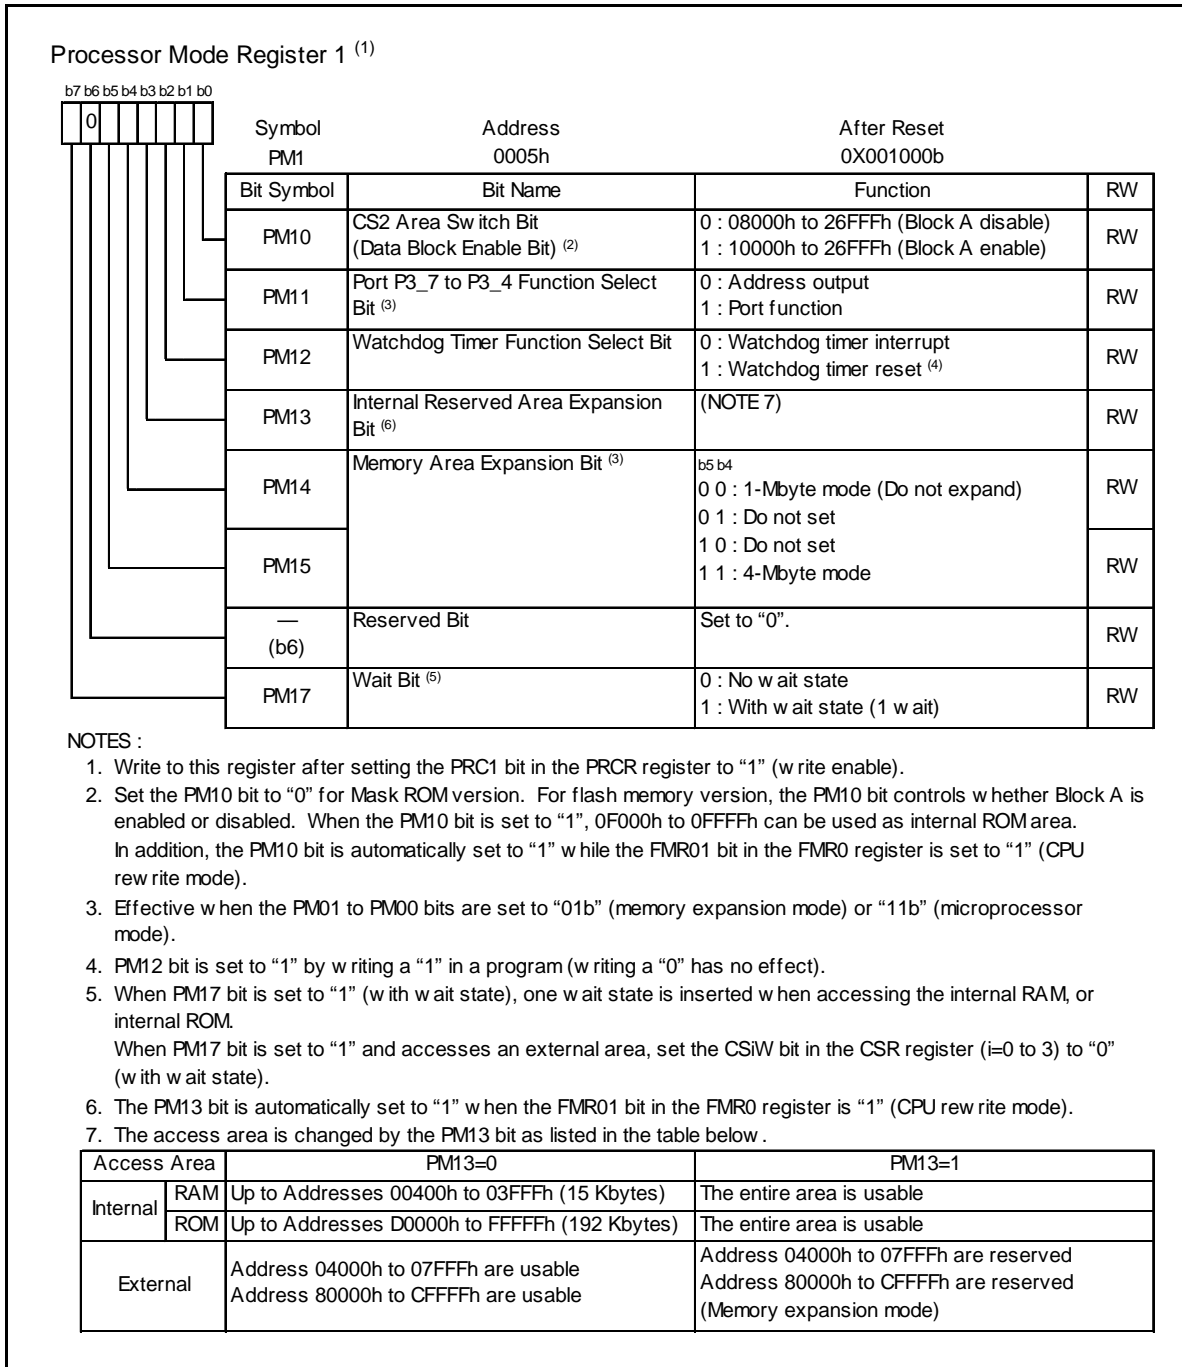 Processor Mode Register 1 (1)
b7 b6 b5 b4 b3 b2 b1 b0
0
Symbol Address After Reset
PM1 0005h 0X001000b
Bit Symbol Bit Name Function RW
PM10 CS2 Area Switch Bit (Data Block Enable Bit) (2) 0 : 08000h to 26FFFh (Block A disable) RW
1 : 10000h to 26FFFh (Block A enable)
PM11 Port P3_7 to P3_4 Function Select Bit (3) 0 : Address output RW
1 : Port function
PM12 Watchdog Timer Function Select Bit 0 : Watchdog timer interrupt RW
1 : Watchdog timer reset (4)
PM13 Internal Reserved Area Expansion Bit (6) (NOTE 7) RW
PM14 Memory Area Expansion Bit (3) b5 b4 RW
0 0 : 1-Mbyte mode (Do not expand)
0 1 : Do not set
PM15 1 0 : Do not set RW
1 1 : 4-Mbyte mode
— (b6) Reserved Bit Set to “0”. RW
PM17 Wait Bit (5) 0 : No wait state RW
1 : With wait state (1 wait)
NOTES :
1. Write to this register after setting the PRC1 bit in the PRCR register to “1” (write enable).
2. Set the PM10 bit to “0” for Mask ROM version. For flash memory version, the PM10 bit controls whether Block A is
enabled or disabled. When the PM10 bit is set to “1”, 0F000h to 0FFFFh can be used as internal ROM area.
In addition, the PM10 bit is automatically set to “1” while the FMR01 bit in the FMR0 register is set to “1” (CPU
rewrite mode).
3. Effective when the PM01 to PM00 bits are set to “01b” (memory expansion mode) or “11b” (microprocessor
mode).
4. PM12 bit is set to “1” by writing a “1” in a program (writing a “0” has no effect).
5. When PM17 bit is set to “1” (with wait state), one wait state is inserted when accessing the internal RAM, or
internal ROM.
When PM17 bit is set to “1” and accesses an external area, set the CSiW bit in the CSR register (i=0 to 3) to “0”
(with wait state).
6. The PM13 bit is automatically set to “1” when the FMR01 bit in the FMR0 register is “1” (CPU rewrite mode).
7. The access area is changed by the PM13 bit as listed in the table below.
Access Area PM13=0 PM13=1
Internal RAM Up to Addresses 00400h to 03FFFh (15 Kbytes) The entire area is usable
ROM Up to Addresses D0000h to FFFFFh (192 Kbytes) The entire area is usable
External Address 04000h to 07FFFh are usable Address 04000h to 07FFFh are reserved
Address 80000h to CFFFFh are usable Address 80000h to CFFFFh are reserved
(Memory expansion mode)